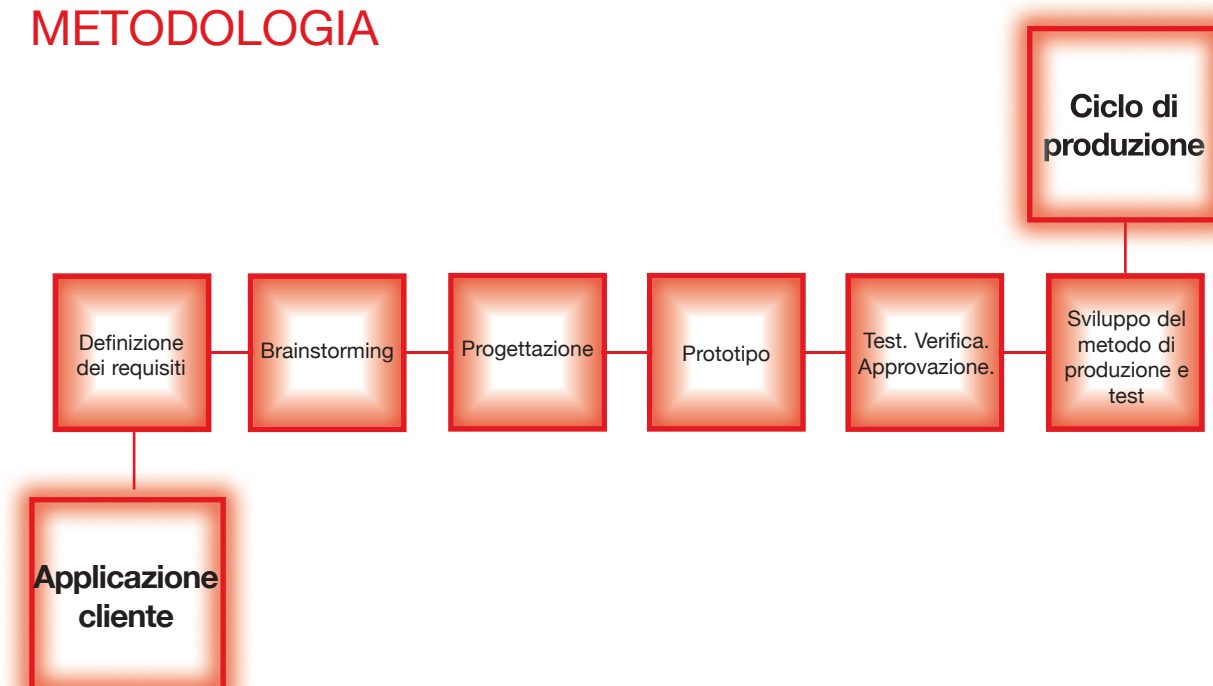 METODOLOGIA
Ciclo di
produzione
Definizione
dei requisiti
Brainstorming
Progettazione
Prototipo
Test. Verifica.
Approvazione.
Sviluppo del
metodo di
produzione e
test
Applicazione
cliente